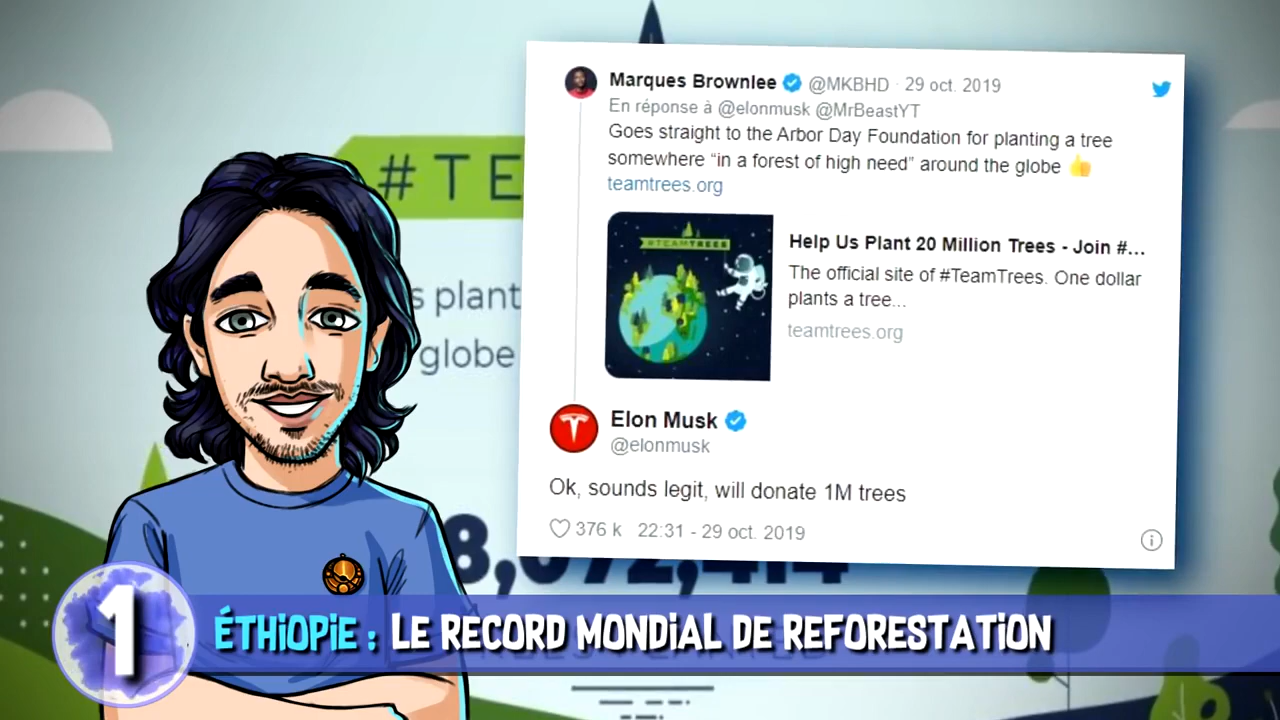 Marques Brownlee @MKBHD · 29 oct. 2019
En réponse à @elonmusk @MrBeastYT
Goes straight to the Arbor Day Foundation for planting a tree
somewhere “in a forest of high need” around the globe 👍
teamtrees.org
#TEAMTREES
Help Us Plant 20 Million Trees - Join #...
The official site of #TeamTrees. One dollar
plants a tree...
teamtrees.org
Elon Musk
@elonmusk
Ok, sounds legit, will donate 1M trees
376 k 22:31 - 29 oct. 2019
#TE
s plant
globe
1 ÉTHIOPIE : LE RECORD MONDIAL DE REFORESTATION